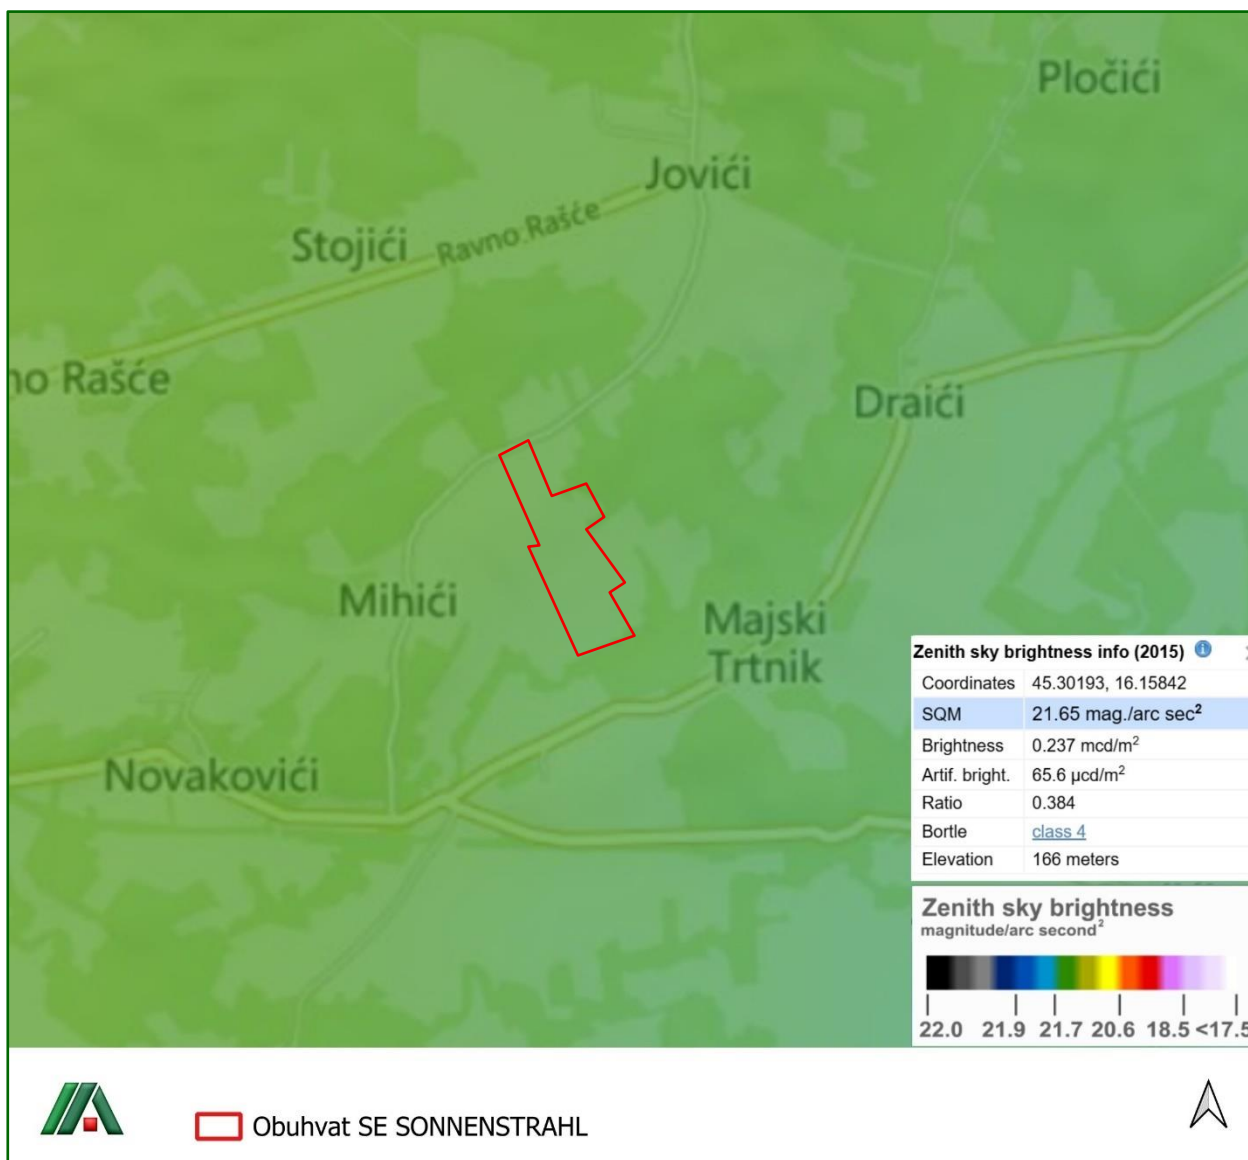 Pločići
Jovići
Ravno Rašće
Stojići
no Rašće
Draići
Mihići
Majski
Trtnik
Novakovići
Zenith sky brightness info (2015)
Coordinates 45.30193, 16.15842
SQM 21.65 mag./arc sec²
Brightness 0.237 mcd/m²
Artif. bright. 65.6 μcd/m²
Ratio 0.384
Bortle class 4
Elevation 166 meters
Zenith sky brightness
magnitude/arc second²
22.0 21.9 21.7 20.6 18.5 <17.5
Obuhvat SE SONNENSTRAHL